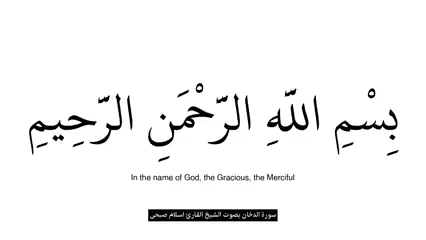 بِسْمِ اللَّهِ الرَّحْمَنِ الرَّحِيمِ
In the name of God, the Gracious, the Merciful
سورة الدخان بصوت الشيخ القارئ اسلام صبحي